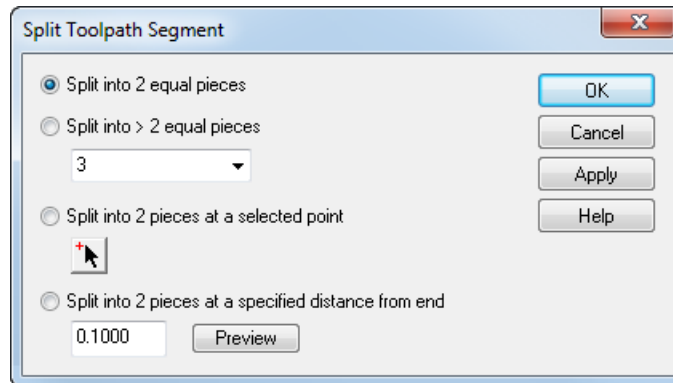 Split Toolpath Segment
Split into 2 equal pieces
OK
Split into > 2 equal pieces
Cancel
3
Apply
Split into 2 pieces at a selected point
Help
Split into 2 pieces at a specified distance from end
0.1000
Preview